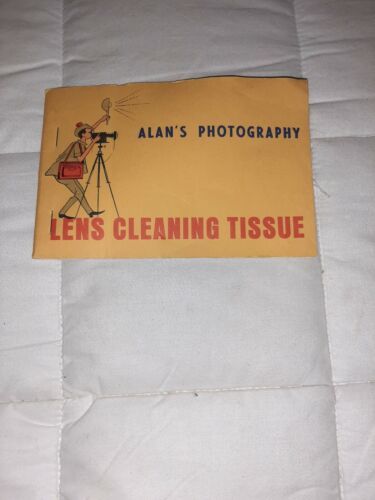 ALAN'S PHOTOGRAPHY
LENS CLEANING TISSUE